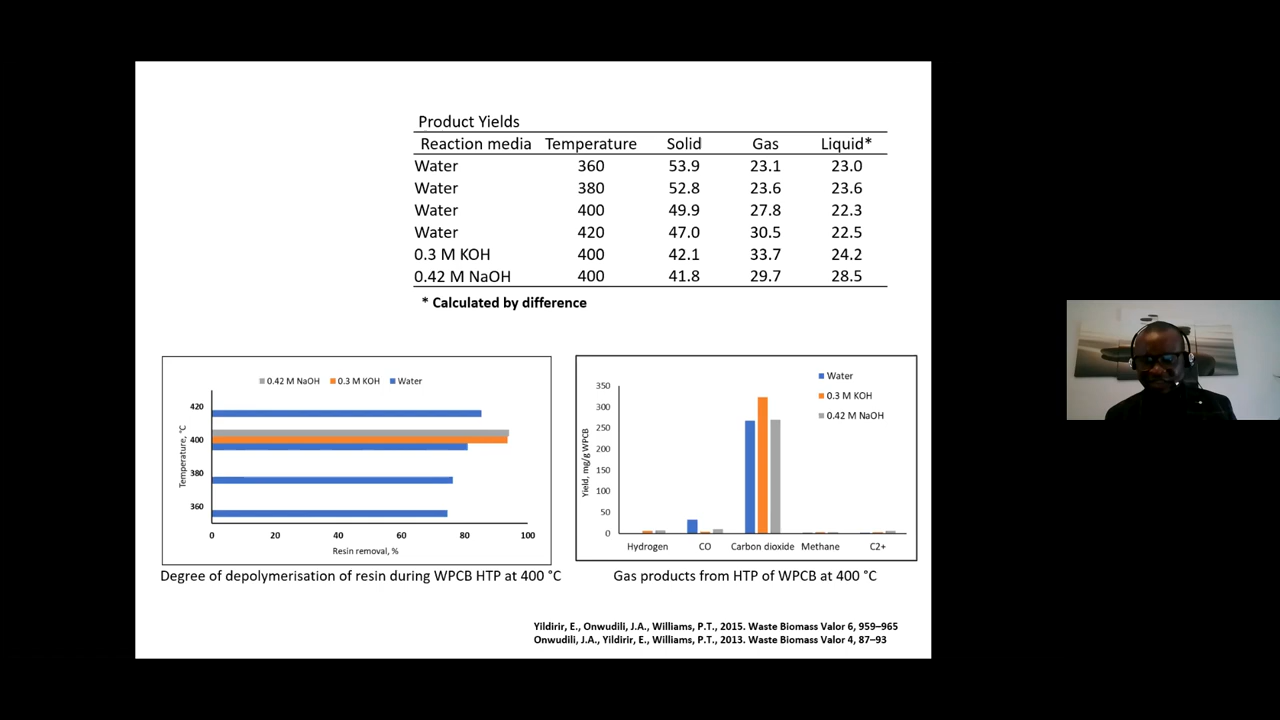 Product Yields
Reaction media Temperature Solid Gas Liquid*
Water 360 53.9 23.1 23.0
Water 380 52.8 23.6 23.6
Water 400 49.9 27.8 22.3
Water 420 47.0 30.5 22.5
0.3 M KOH 400 42.1 33.7 24.2
0.42 M NaOH 400 41.8 29.7 28.5
* Calculated by difference
0.42 M NaOH 0.3 M KOH Water
Temperature, °C
420
400
380
360
0 20 40 60 80 100
Resin removal, %
Degree of depolymerisation of resin during WPCB HTP at 400 °C
Water
0.3 M KOH
0.42 M NaOH
Yield, mg/g WPCB
350
300
250
200
150
100
50
0
Hydrogen CO Carbon dioxide Methane C2+
Gas products from HTP of WPCB at 400 °C
Yildirir, E., Onwudili, J.A., Williams, P.T., 2015. Waste Biomass Valor 6, 959–965
Onwudili, J.A., Yildirir, E., Williams, P.T., 2013. Waste Biomass Valor 4, 87–93